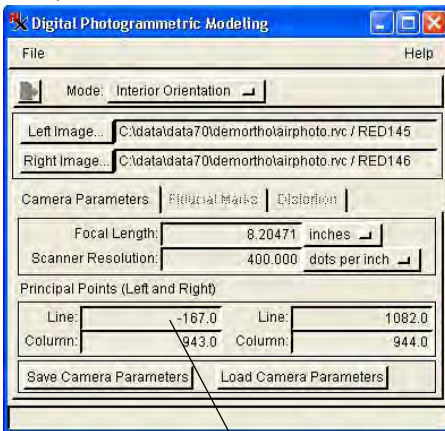 Digital Photogrammetric Modeling
File Help
Mode: Interior Orientation
Left Image... C:\data\data70\demortho\airphoto.rvc / RED145
Right Image... C:\data\data70\demortho\airphoto.rvc / RED146
Camera Parameters Fiducial Marks Distortion
Focal Length: 8.20471 inches
Scanner Resolution: 400.000 dots per inch
Principal Points (Left and Right)
Line: -167.0 Line: 1082.0
Column: 943.0 Column: 944.0
Save Camera Parameters Load Camera Parameters